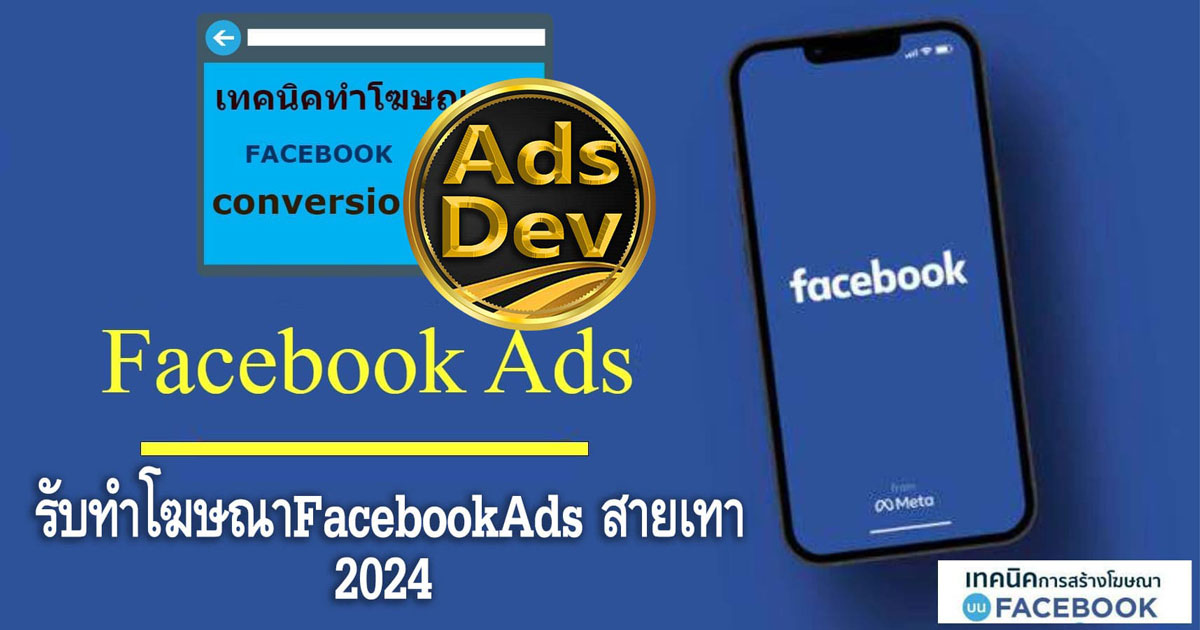 เทคนิคทำโฆษณ
FACEBOOK
conversio
Ads
Dev
Facebook Ads
รับทำโฆษณาFacebookAds สายเทา
2024
facebook
from
Meta
เทคนิคการสร้างโฆษณา
บน FACEBOOK